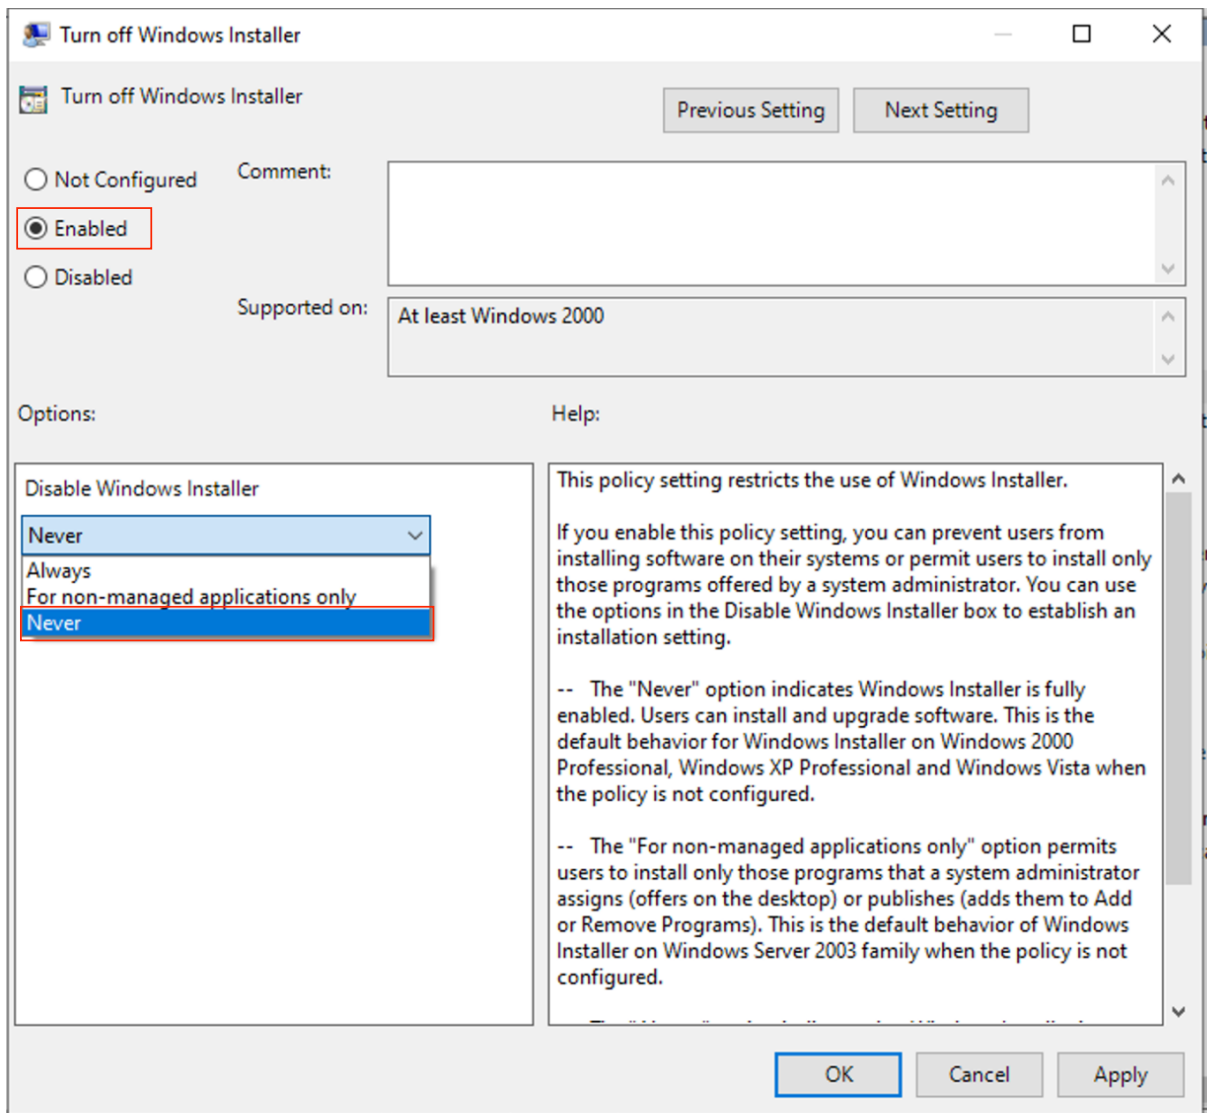 Turn off Windows Installer
Turn off Windows Installer
Previous Setting
Next Setting
Not Configured
Comment:
Enabled
Disabled
Supported on:
At least Windows 2000
Options:
Help:
Disable Windows Installer
Never
Always
For non-managed applications only
Never
This policy setting restricts the use of Windows Installer.
If you enable this policy setting, you can prevent users from
installing software on their systems or permit users to install only
those programs offered by a system administrator. You can use
the options in the Disable Windows Installer box to establish an
installation setting.
-- The "Never" option indicates Windows Installer is fully
enabled. Users can install and upgrade software. This is the
default behavior for Windows Installer on Windows 2000
Professional, Windows XP Professional and Windows Vista when
the policy is not configured.
-- The "For non-managed applications only" option permits
users to install only those programs that a system administrator
assigns (offers on the desktop) or publishes (adds them to Add
or Remove Programs). This is the default behavior of Windows
Installer on Windows Server 2003 family when the policy is not
configured.
OK
Cancel
Apply